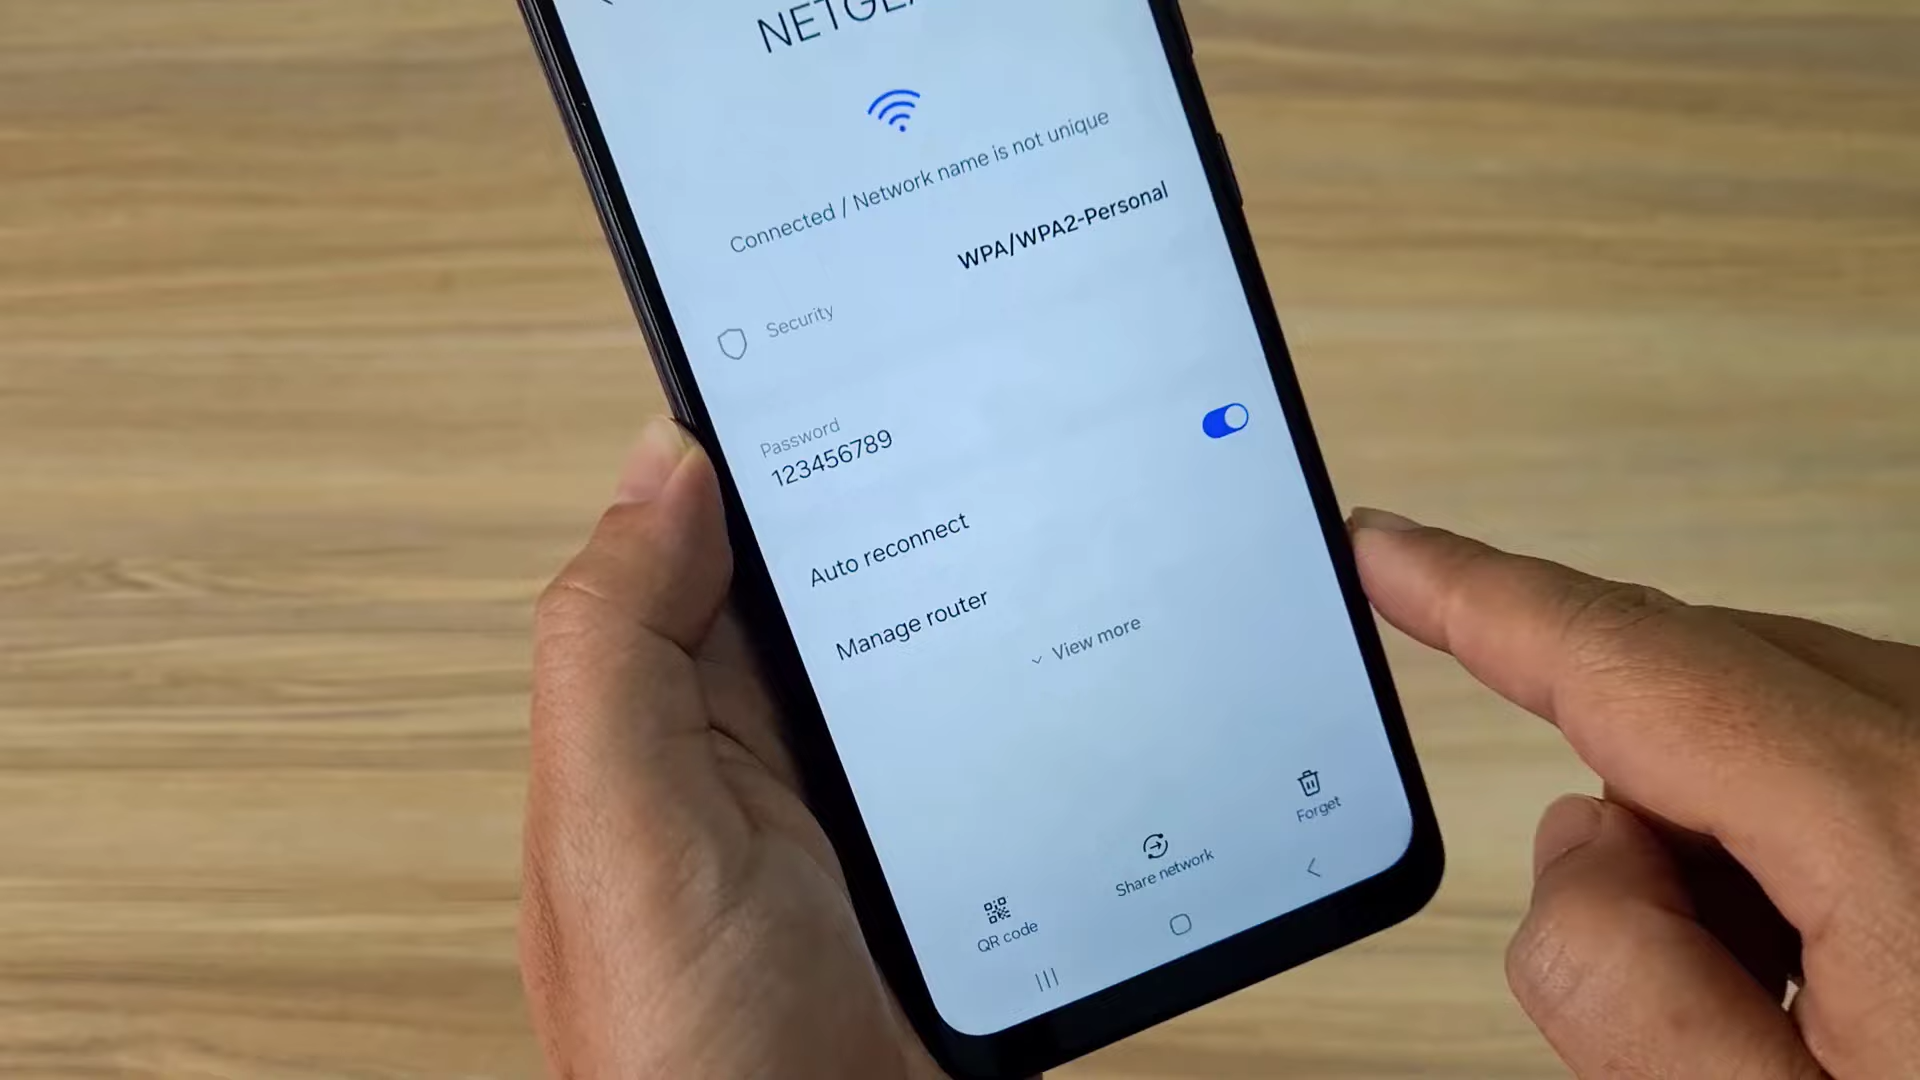 Connected / Network name is not unique
Security
WPA/WPA2-Personal
Password
123456789
Auto reconnect
Manage router
View more
QR code
Share network
Forget